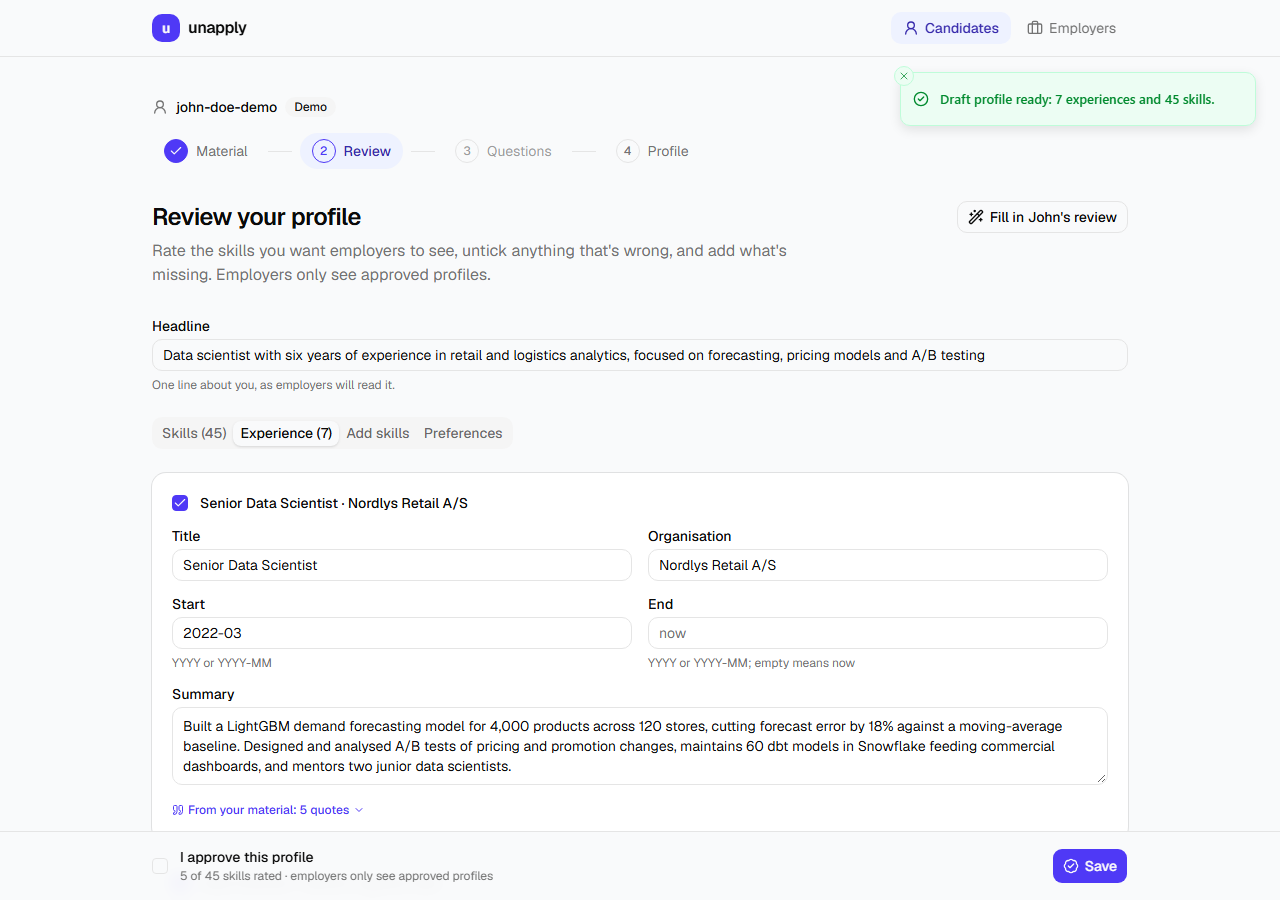 u unapply
Candidates
Employers
Draft profile ready: 7 experiences and 45 skills.
john-doe-demo Demo
Material
2 Review
3 Questions
4 Profile
Review your profile
Fill in John's review
Rate the skills you want employers to see, untick anything that's wrong, and add what's
missing. Employers only see approved profiles.
Headline
Data scientist with six years of experience in retail and logistics analytics, focused on forecasting, pricing models and A/B testing
One line about you, as employers will read it.
Skills (45) Experience (7) Add skills Preferences
Senior Data Scientist · Nordlys Retail A/S
Title
Senior Data Scientist
Organisation
Nordlys Retail A/S
Start
2022-03
YYYY or YYYY-MM
End
now
YYYY or YYYY-MM; empty means now
Summary
Built a LightGBM demand forecasting model for 4,000 products across 120 stores, cutting forecast error by 18% against a moving-average
baseline. Designed and analysed A/B tests of pricing and promotion changes, maintains 60 dbt models in Snowflake feeding commercial
dashboards, and mentors two junior data scientists.
From your material: 5 quotes
I approve this profile
5 of 45 skills rated · employers only see approved profiles
Save